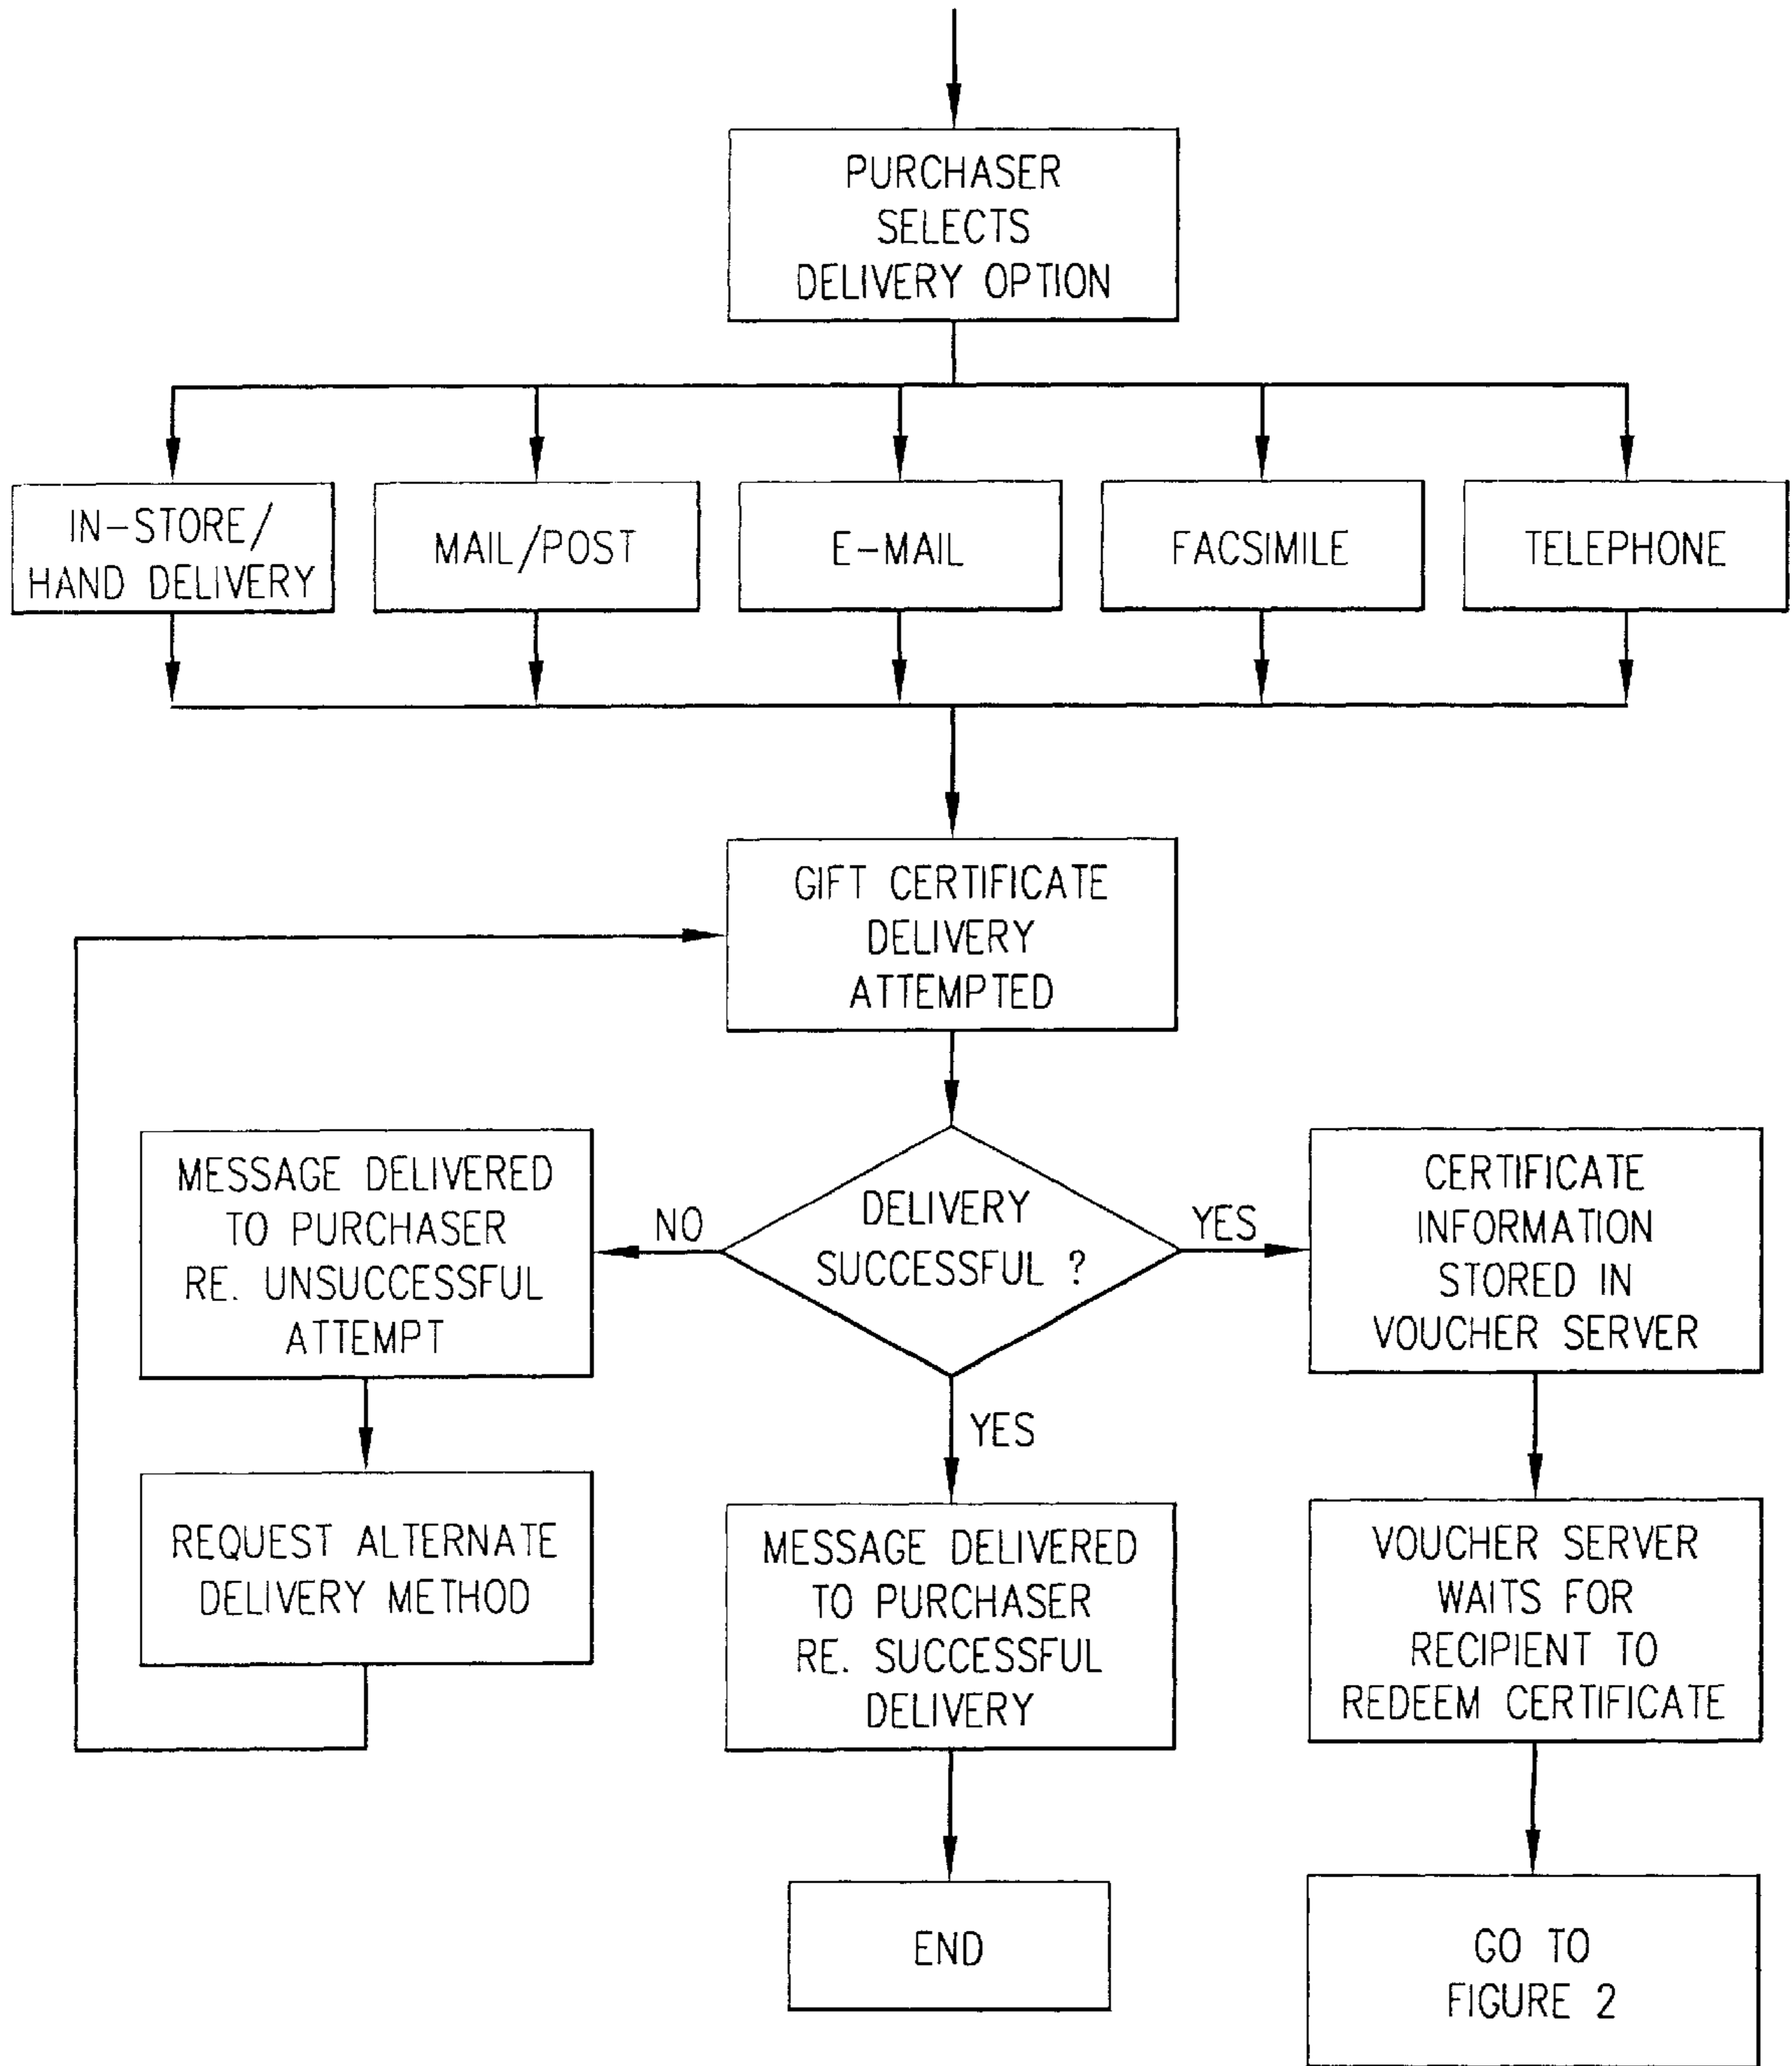 PURCHASER
SELECTS
DELIVERY OPTION
IN-STORE/
HAND DELIVERY
MAIL/POST
E-MAIL
FACSIMILE
TELEPHONE
GIFT CERTIFICATE
DELIVERY
ATTEMPTED
DELIVERY
SUCCESSFUL ?
NO
YES
YES
MESSAGE DELIVERED
TO PURCHASER
RE. UNSUCCESSFUL
ATTEMPT
REQUEST ALTERNATE
DELIVERY METHOD
MESSAGE DELIVERED
TO PURCHASER
RE. SUCCESSFUL
DELIVERY
END
CERTIFICATE
INFORMATION
STORED IN
VOUCHER SERVER
VOUCHER SERVER
WAITS FOR
RECIPIENT TO
REDEEM CERTIFICATE
GO TO
FIGURE 2